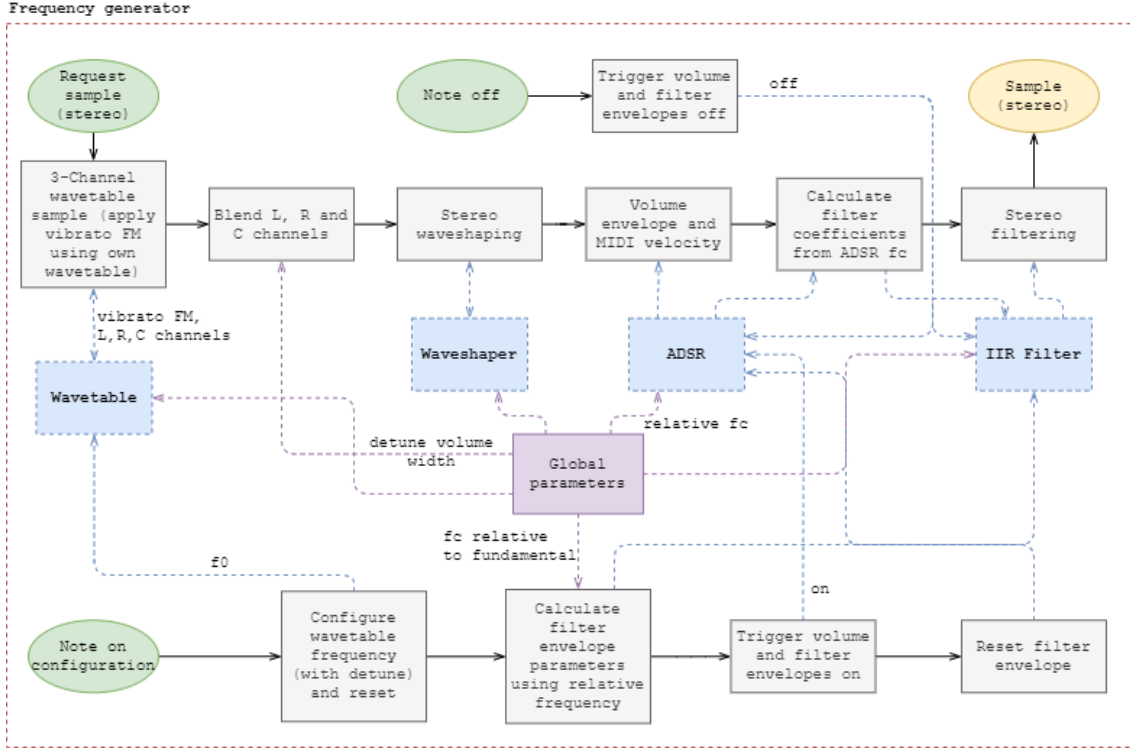 Frequency generator
Request
sample
(stereo)
Note off
Trigger volume
and filter
envelopes off
off
Sample
(stereo)
3-Channel
wavetable
sample (apply
vibrato FM
using own
wavetable)
Blend L, R and
C channels
Stereo
waveshaping
Volume
envelope and
MIDI velocity
Calculate
filter
coefficients
from ADSR fc
Stereo
filtering
vibrato FM,
L,R,C channels
Wavetable
Waveshaper
ADSR
IIR Filter
relative fc
detune volume
width
Global
parameters
fc relative
to fundamental
f0
on
Note on
configuration
Configure
wavetable
frequency
(with detune)
and reset
Calculate
filter
envelope
parameters
using relative
frequency
Trigger volume
and filter
envelopes on
Reset filter
envelope